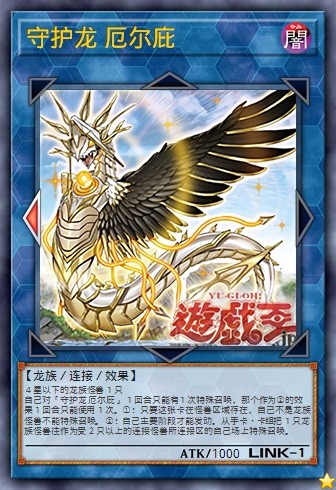 守护龙 厄尔庇
闇
YU-GI-OH!
遊戯王
【龙族／连接／效果】
4星以下的龙族怪兽1只
自己对「守护龙 厄尔庇」1回合只能有1次特殊召唤，那个作为②的效
果1回合只能使用1次。①：只要这张卡在怪兽区域存在，自己不是龙族
怪兽不能特殊召唤。②：自己主要阶段才能发动。从手卡·卡组把1只龙
族怪兽往作为受2只以上的连接怪兽所连接区的自己场上特殊召唤。
ATK/1000 LINK-1